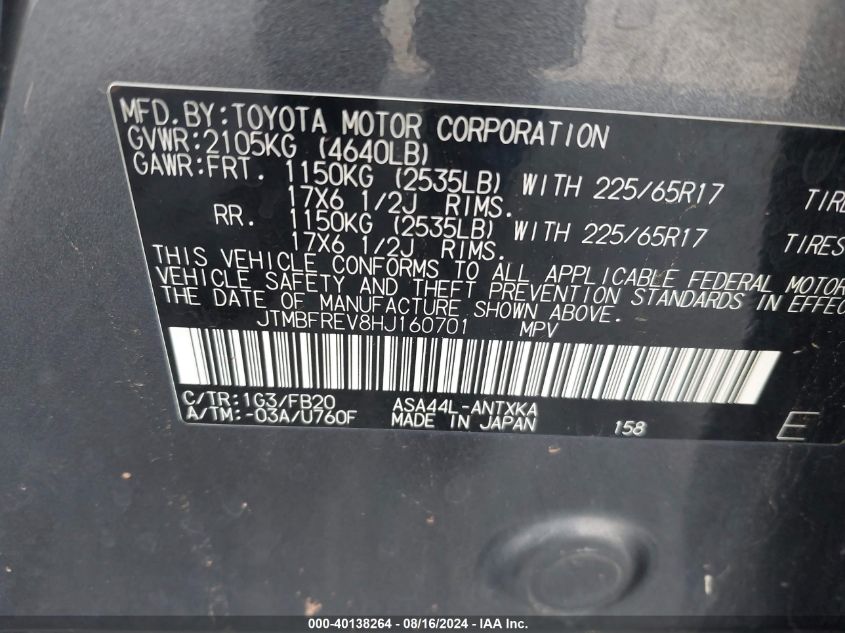 MFD.BY:TOYOTA MOTOR CORPORATION
GVWR:2105KG (4640LB)
GAWR:FRT. 1150KG (2535LB) WITH 225/65R17 TIRE
17X6 1/2J RIMS.
RR. 1150KG (2535LB) WITH 225/65R17 TIRES
17X6 1/2J RIMS.
THIS VEHICLE CONFORMS TO ALL APPLICABLE FEDERAL MOTOR
VEHICLE SAFETY AND THEFT PREVENTION STANDARDS IN EFFEC
THE DATE OF MANUFACTURE SHOWN ABOVE.
JTMBFREV8HJ160701 MPV
C/TR:1G3/FB20 ASA44L-ANTXKA
A/TM:-03A/U760F MADE IN JAPAN 158 E
000-40138264 - 08/16/2024 - IAA Inc.